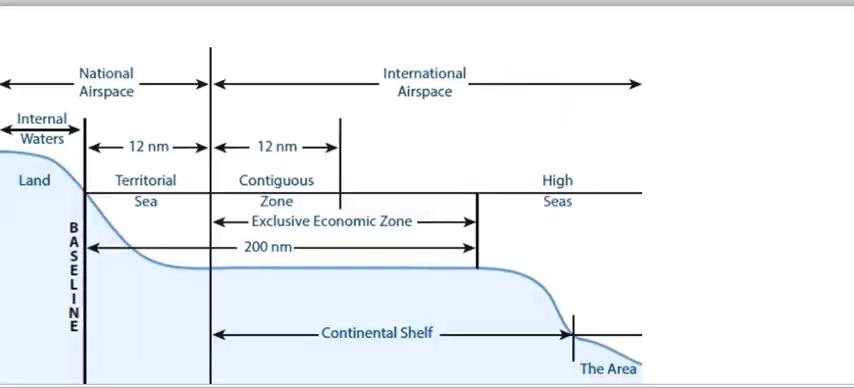 National
Airspace
International
Airspace
Internal
Waters
12 nm
12 nm
Land
Territorial
Sea
Contiguous
Zone
High
Seas
Exclusive Economic Zone
200 nm
BASELINE
Continental Shelf
The Area